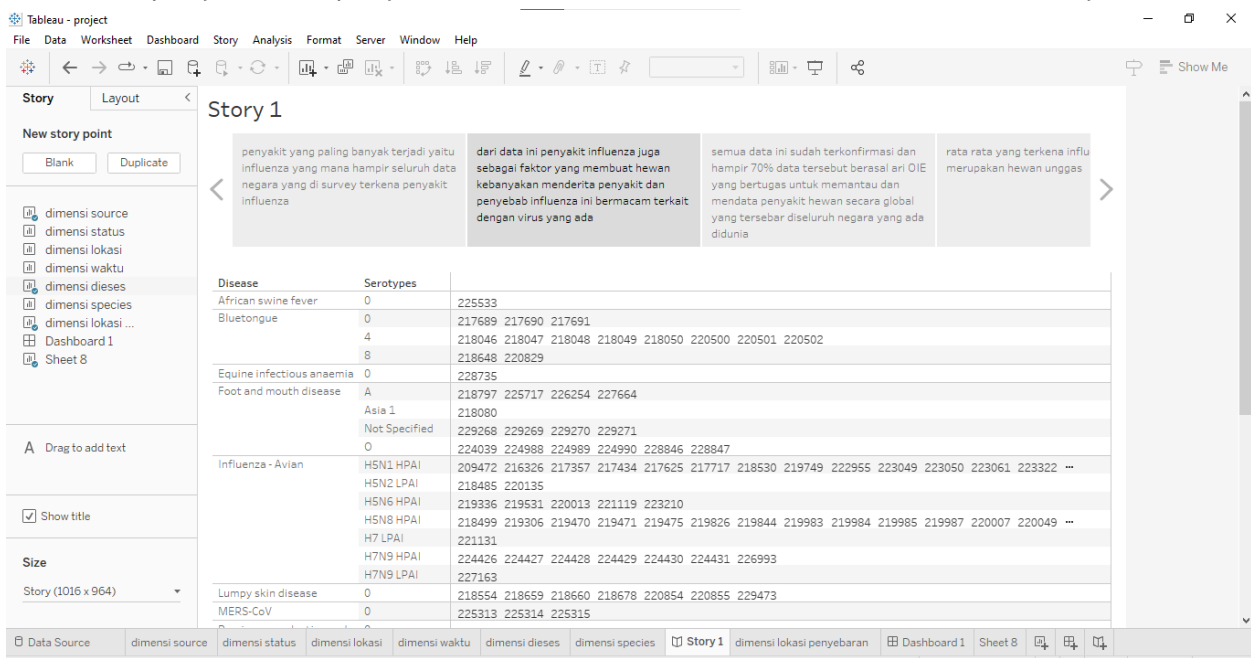 Tableau - project
File Data Worksheet Dashboard Story Analysis Format Server Window Help
Show Me
Story Layout
New story point
Blank Duplicate
dimensi source
dimensi status
dimensi lokasi
dimensi waktu
dimensi dieses
dimensi species
dimensi lokasi ...
Dashboard 1
Sheet 8
A Drag to add text
Show title
Size
Story (1016 x 964)
Story 1
penyakit yang paling banyak terjadi yaitu
influenza yang mana hampir seluruh data
negara yang di survey terkena penyakit
influenza
dari data ini penyakit influenza juga
sebagai faktor yang membuat hewan
kebanyakan menderita penyakit dan
penyebab influenza ini bermacam terkait
dengan virus yang ada
semua data ini sudah terkonfirmasi dan
hampir 70% data tersebut berasal ari OIE
yang bertugas untuk memantau dan
mendata penyakit hewan secara global
yang tersebar diseluruh negara yang ada
didunia
rata rata yang terkena influ
merupakan hewan unggas
Disease Serotypes
African swine fever 0 225533
Bluetongue 0 217689 217690 217691
4 218046 218047 218048 218049 218050 220500 220501 220502
8 218648 220829
Equine infectious anaemia 0 228735
Foot and mouth disease A 218797 225717 226254 227664
Asia 1 218080
Not Specified 229268 229269 229270 229271
O 224039 224988 224989 224990 228846 228847
Influenza - Avian H5N1 HPAI 209472 216326 217357 217434 217625 217717 218530 219749 222955 223049 223050 223061 223322 ...
H5N2 LPAI 218485 220135
H5N6 HPAI 219336 219531 220013 221119 223210
H5N8 HPAI 218499 219306 219470 219471 219475 219826 219844 219983 219984 219985 219987 220007 220049 ...
H7 LPAI 221131
H7N9 HPAI 224426 224427 224428 224429 224430 224431 226993
H7N9 LPAI 227163
Lumpy skin disease 0 218554 218659 218660 218678 220854 220855 229473
MERS-CoV 0 225313 225314 225315
Data Source dimensi source dimensi status dimensi lokasi dimensi waktu dimensi dieses dimensi species Story 1 dimensi lokasi penyebaran Dashboard 1 Sheet 8